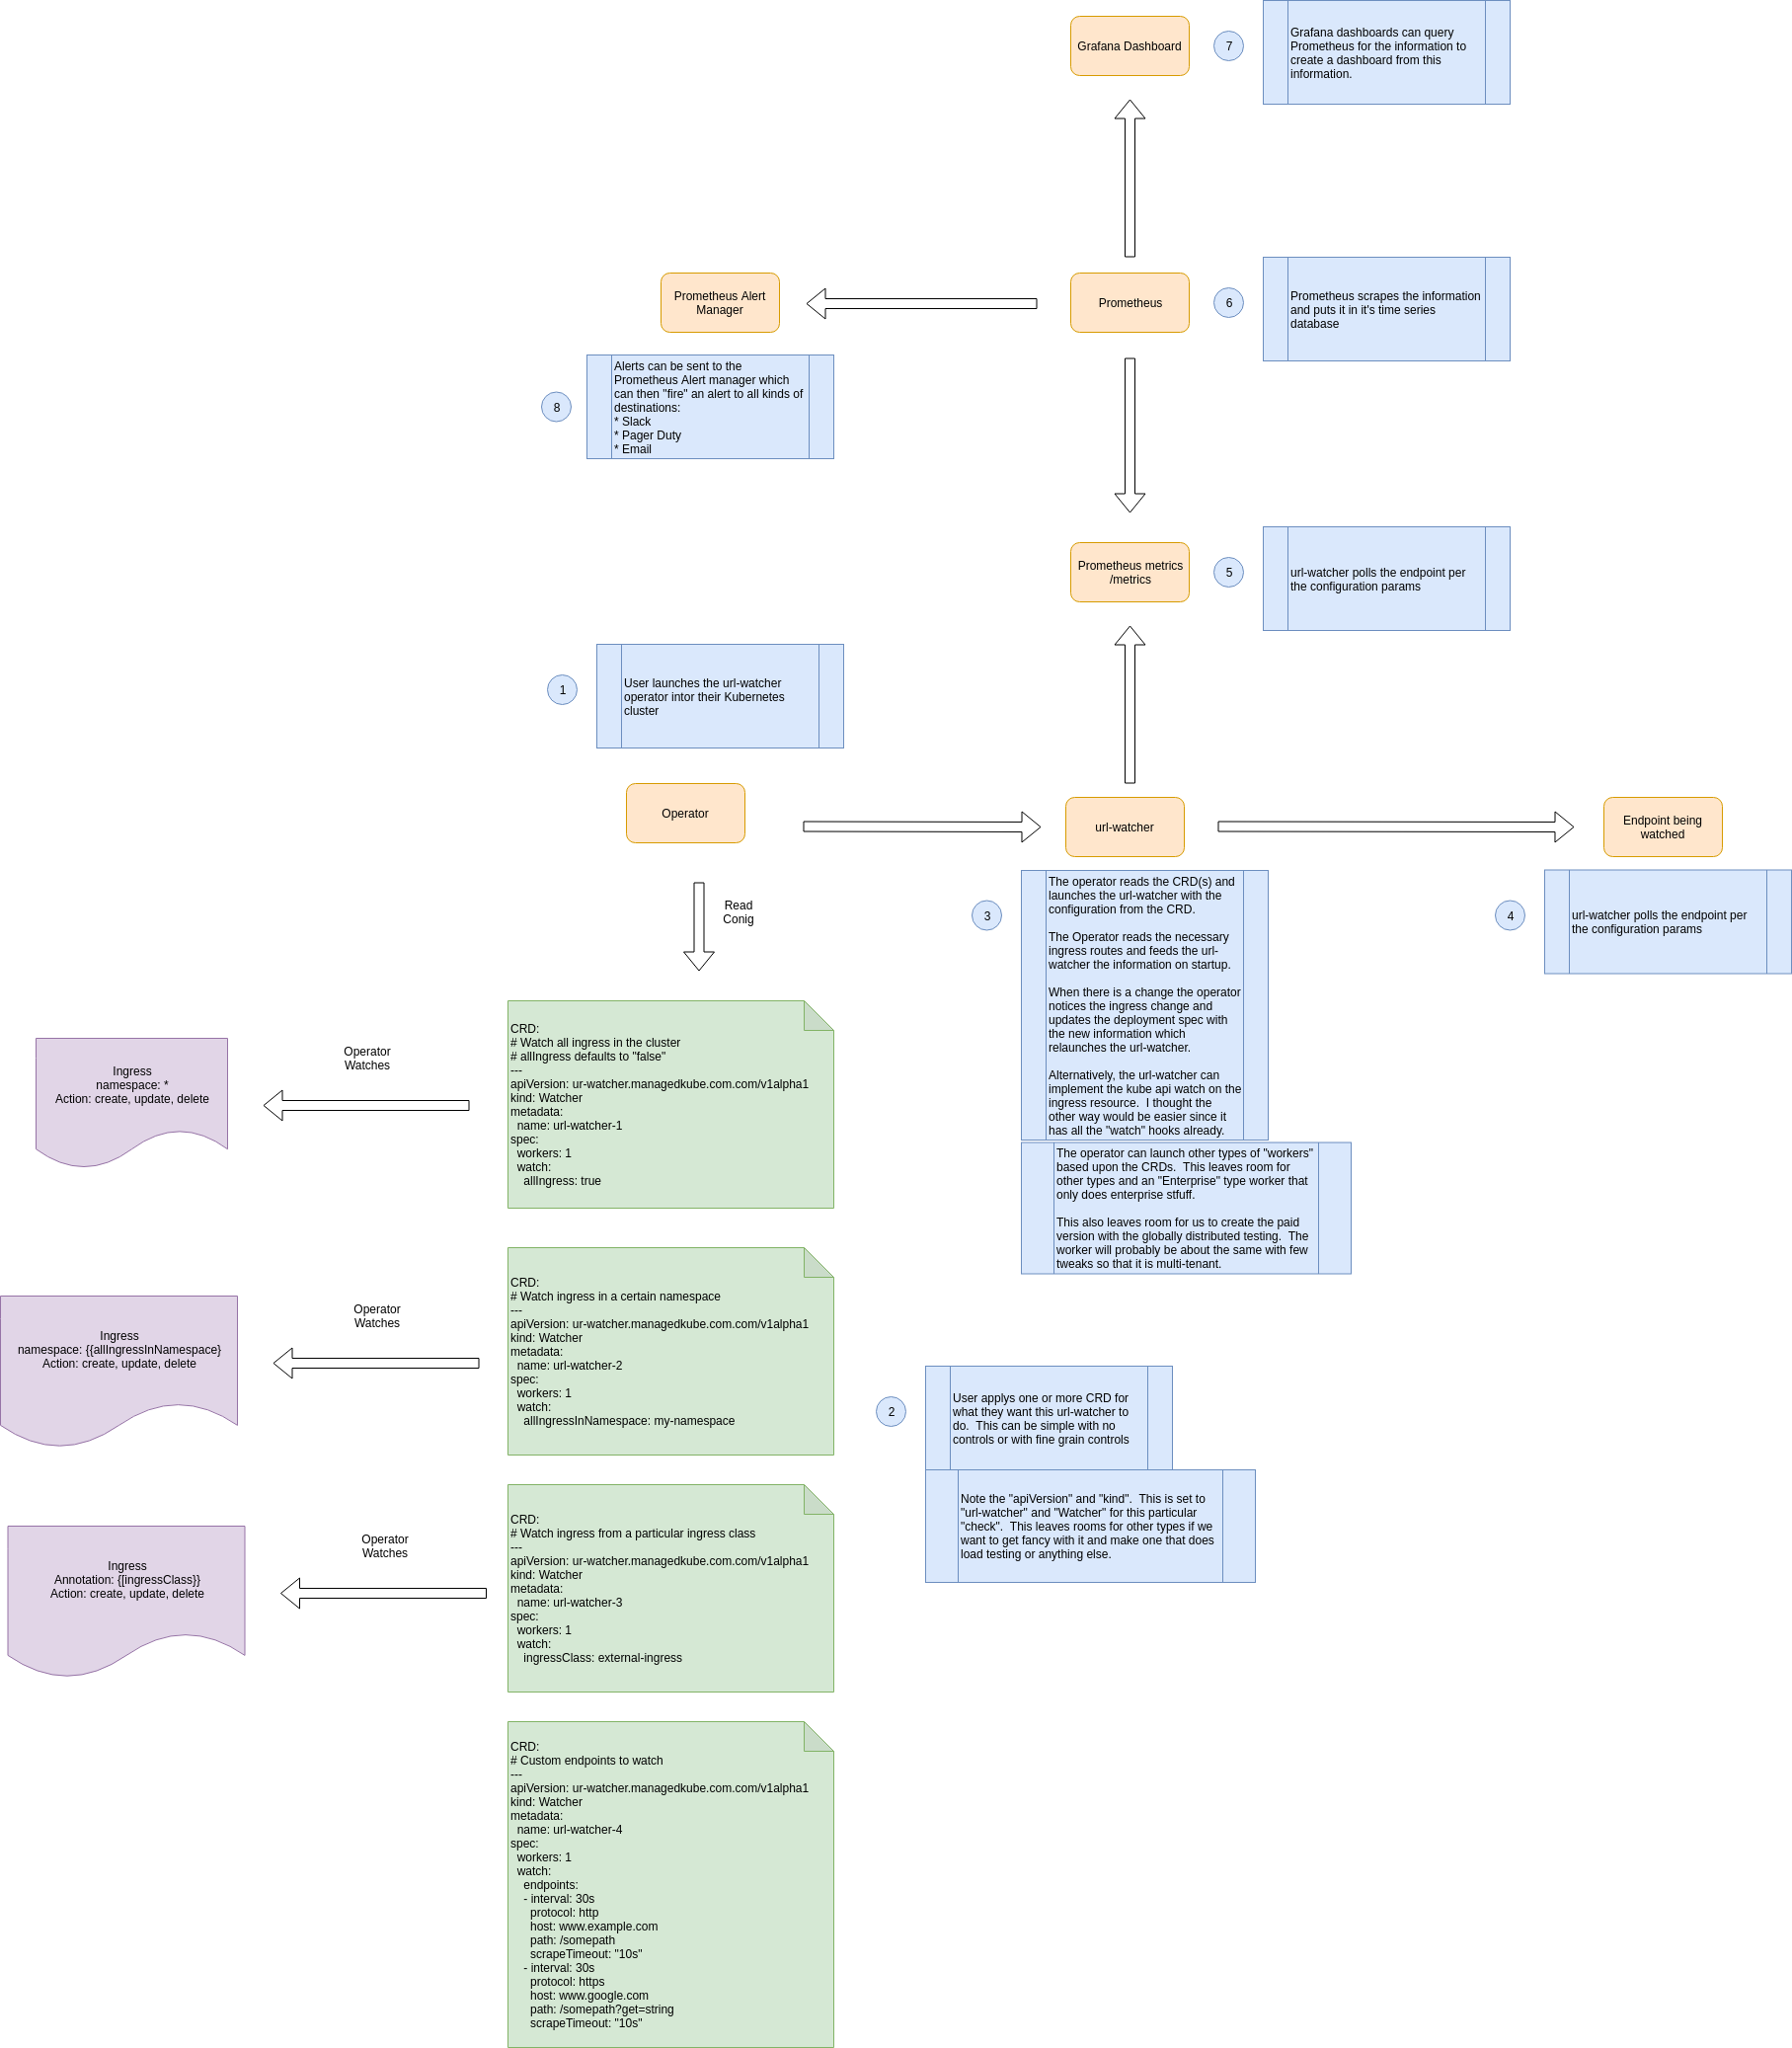 Grafana Dashboard
7
Grafana dashboards can query
Prometheus for the information to
create a dashboard from this
information.
Prometheus Alert
Manager
Prometheus
6
Prometheus scrapes the information
and puts it in it's time series
database
8
Alerts can be sent to the
Prometheus Alert manager which
can then "fire" an alert to all kinds of
destinations:
* Slack
* Pager Duty
* Email
Prometheus metrics
/metrics
5
url-watcher polls the endpoint per
the configuration params
1
User launches the url-watcher
operator intor their Kubernetes
cluster
Operator
url-watcher
Endpoint being
watched
Read
Conig
3
The operator reads the CRD(s) and
launches the url-watcher with the
configuration from the CRD.
The Operator reads the necessary
ingress routes and feeds the url-
watcher the information on startup.
When there is a change the operator
notices the ingress change and
updates the deployment spec with
the new information which
relaunches the url-watcher.
Alternatively, the url-watcher can
implement the kube api watch on the
ingress resource.  I thought the
other way would be easier since it
has all the "watch" hooks already.
4
url-watcher polls the endpoint per
the configuration params
The operator can launch other types of "workers"
based upon the CRDs.  This leaves room for
other types and an "Enterprise" type worker that
only does enterprise stfuff.
This also leaves room for us to create the paid
version with the globally distributed testing.  The
worker will probably be about the same with few
tweaks so that it is multi-tenant.
Ingress
namespace: *
Action: create, update, delete
Operator
Watches
CRD:
# Watch all ingress in the cluster
# allIngress defaults to "false"
---
apiVersion: ur-watcher.managedkube.com.com/v1alpha1
kind: Watcher
metadata:
  name: url-watcher-1
spec:
  workers: 1
  watch:
    allIngress: true
Ingress
namespace: {{allIngressInNamespace}
Action: create, update, delete
Operator
Watches
CRD:
# Watch ingress in a certain namespace
---
apiVersion: ur-watcher.managedkube.com.com/v1alpha1
kind: Watcher
metadata:
  name: url-watcher-2
spec:
  workers: 1
  watch:
    allIngressInNamespace: my-namespace
2
User applys one or more CRD for
what they want this url-watcher to
do.  This can be simple with no
controls or with fine grain controls
Note the "apiVersion" and "kind".  This is set to
"url-watcher" and "Watcher" for this particular
"check".  This leaves rooms for other types if we
want to get fancy with it and make one that does
load testing or anything else.
Ingress
Annotation: {{ingressClass}}
Action: create, update, delete
Operator
Watches
CRD:
# Watch ingress from a particular ingress class
---
apiVersion: ur-watcher.managedkube.com.com/v1alpha1
kind: Watcher
metadata:
  name: url-watcher-3
spec:
  workers: 1
  watch:
    ingressClass: external-ingress
CRD:
# Custom endpoints to watch
---
apiVersion: ur-watcher.managedkube.com.com/v1alpha1
kind: Watcher
metadata:
  name: url-watcher-4
spec:
  workers: 1
  watch:
    endpoints:
    - interval: 30s
      protocol: http
      host: www.example.com
      path: /somepath
      scrapeTimeout: "10s"
    - interval: 30s
      protocol: https
      host: www.google.com
      path: /somepath?get=string
      scrapeTimeout: "10s"